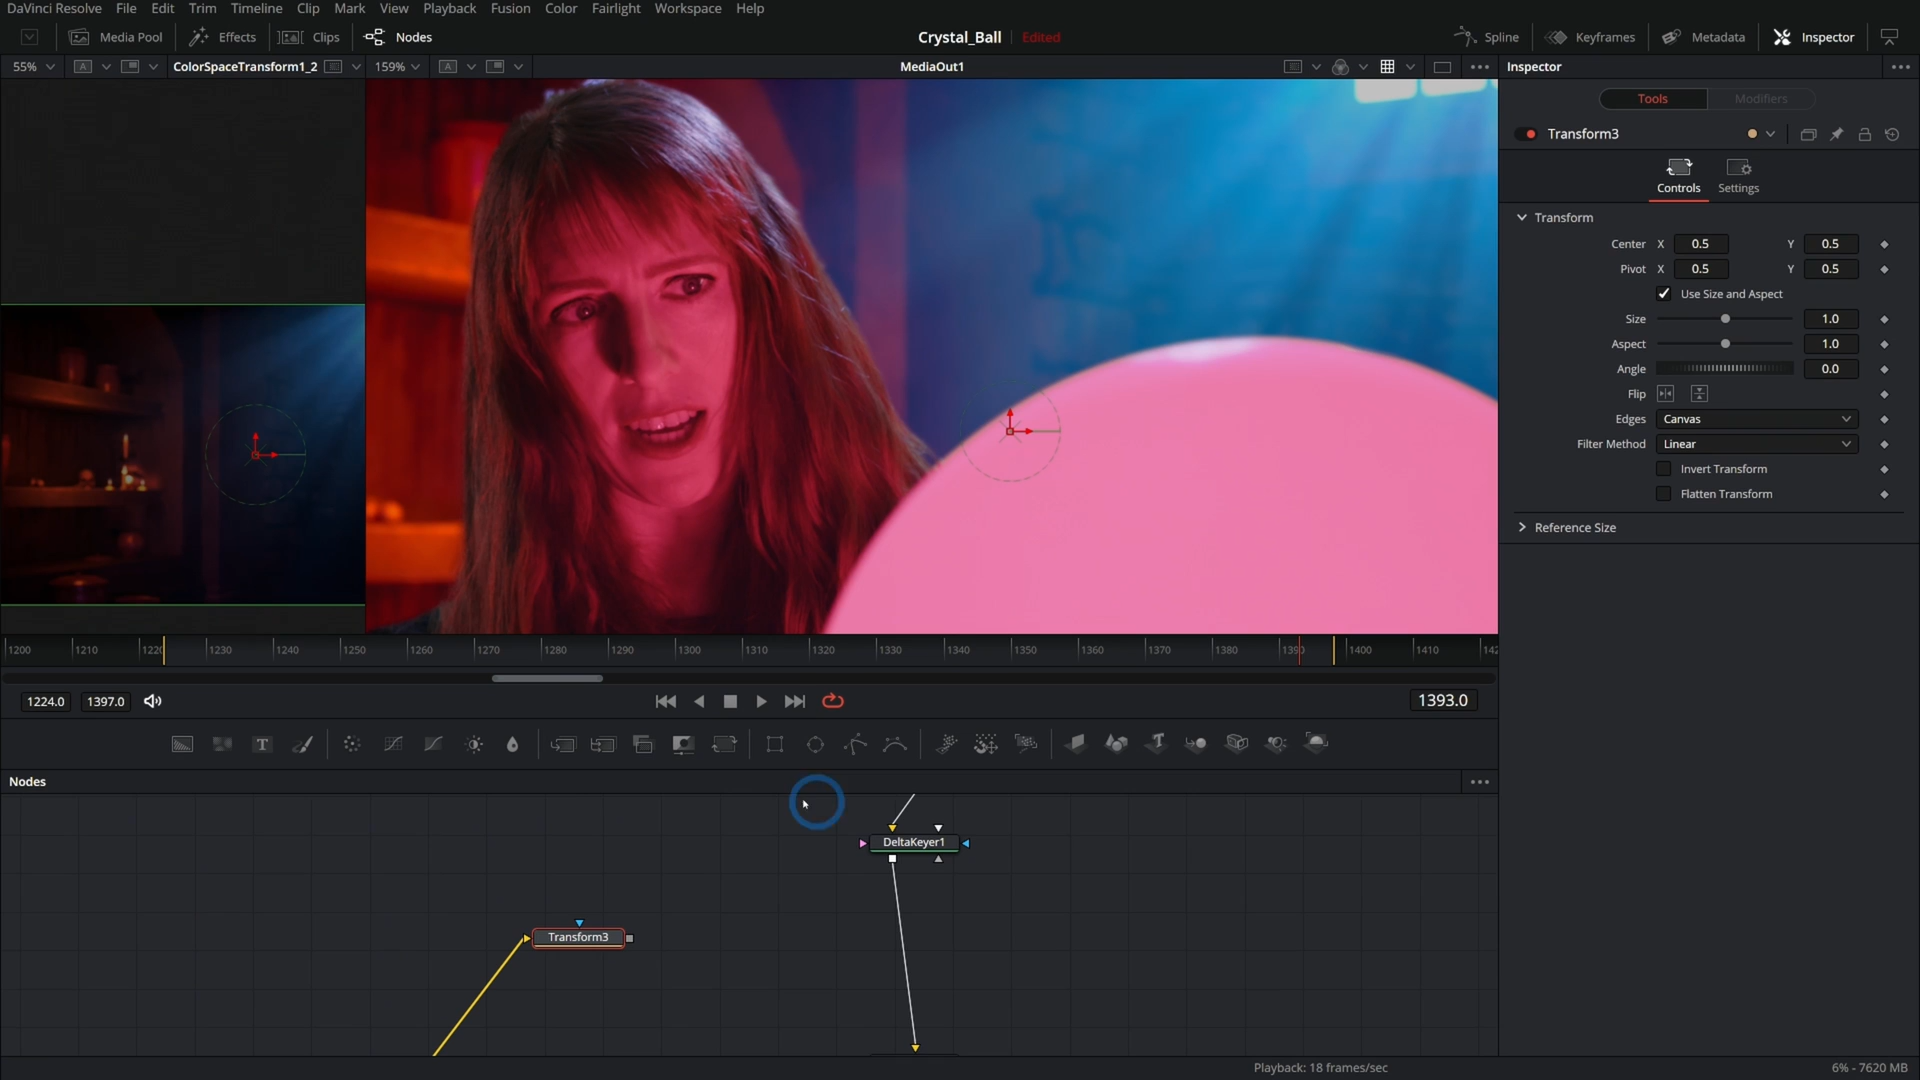 DaVinci Resolve File Edit Trim Timeline Clip Mark View Playback Fusion Color Fairlight Workspace Help
Media Pool Effects Clips Nodes Crystal_Ball Edited Spline Keyframes Metadata Inspector
55% A ColorSpaceTransform1_2 159% A MediaOut1 Inspector
Tools Modifiers
Transform3
Controls Settings
Transform
Center X 0.5 Y 0.5
Pivot X 0.5 Y 0.5
Use Size and Aspect
Size 1.0
Aspect 1.0
Angle 0.0
Flip
Edges Canvas
Filter Method Linear
Invert Transform
Flatten Transform
Reference Size
1200 1210 1220 1230 1240 1250 1260 1270 1280 1290 1300 1310 1320 1330 1340 1350 1360 1370 1380 1390 1400 1410 142
1224.0 1397.0 1393.0
T T
Nodes
DeltaKeyer1
Transform3
Playback: 18 frames/sec 6% - 7620 MB